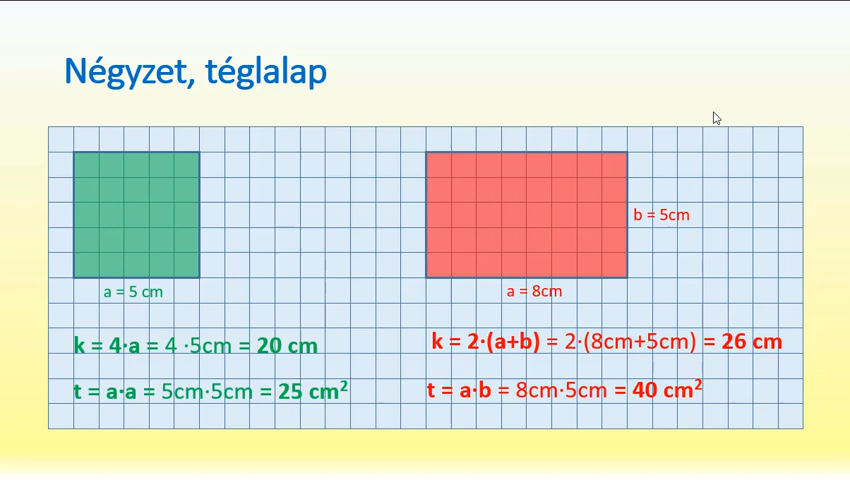 Négyzet, téglalap
b = 5cm
a = 5 cm
a = 8cm
k = 4·a = 4 ·5cm = 20 cm
k = 2·(a+b) = 2·(8cm+5cm) = 26 cm
t = a·a = 5cm·5cm = 25 cm²
t = a·b = 8cm·5cm = 40 cm²